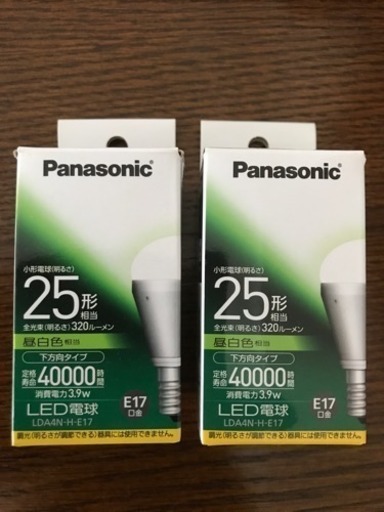 Panasonic
小形電球(明るさ)
25形相当
全光束(明るさ)320ルーメン
昼白色相当
下方向タイプ
定格寿命40000時間
消費電力3.9W
LED電球
LDA4N-H-E17
E17
口金
調光(明るさが調節できる)器具には使用できません。
Panasonic
小形電球(明るさ)
25形相当
全光束(明るさ)320ルーメン
昼白色相当
下方向タイプ
定格寿命40000時間
消費電力3.9W
LED電球
LDA4N-H-E17
E17
口金
調光(明るさが調節できる)器具には使用できません。